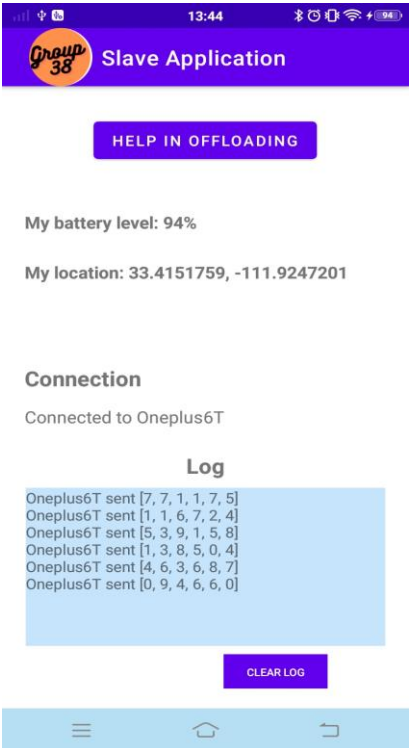 13:44
94
Group
38
Slave Application
HELP IN OFFLOADING
My battery level: 94%
My location: 33.4151759, -111.9247201
Connection
Connected to Oneplus6T
Log
Oneplus6T sent [7, 7, 1, 1, 7, 5]
Oneplus6T sent [1, 1, 6, 7, 2, 4]
Oneplus6T sent [5, 3, 9, 1, 5, 8]
Oneplus6T sent [1, 3, 8, 5, 0, 4]
Oneplus6T sent [4, 6, 3, 6, 8, 7]
Oneplus6T sent [0, 9, 4, 6, 6, 0]
CLEAR LOG